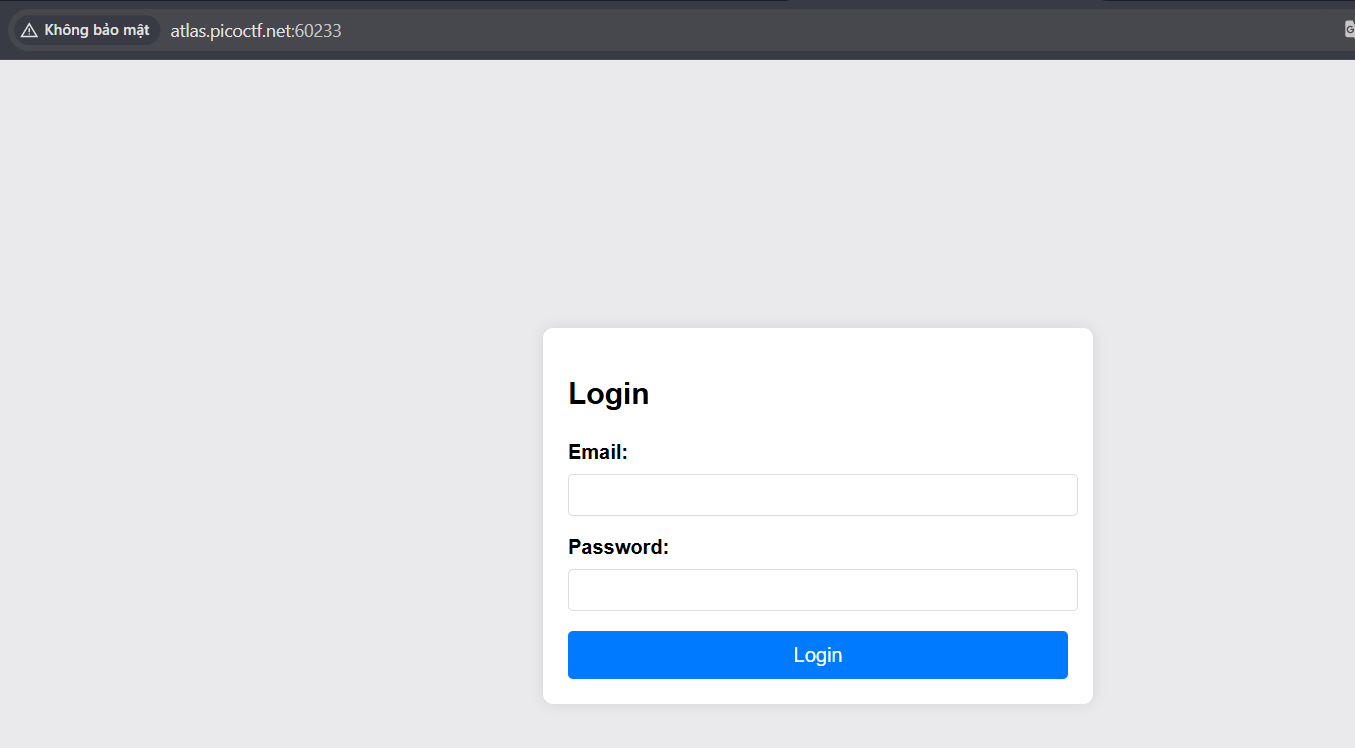 Không bảo mật atlas.picoctf.net:60233
Login
Email:
Password:
Login